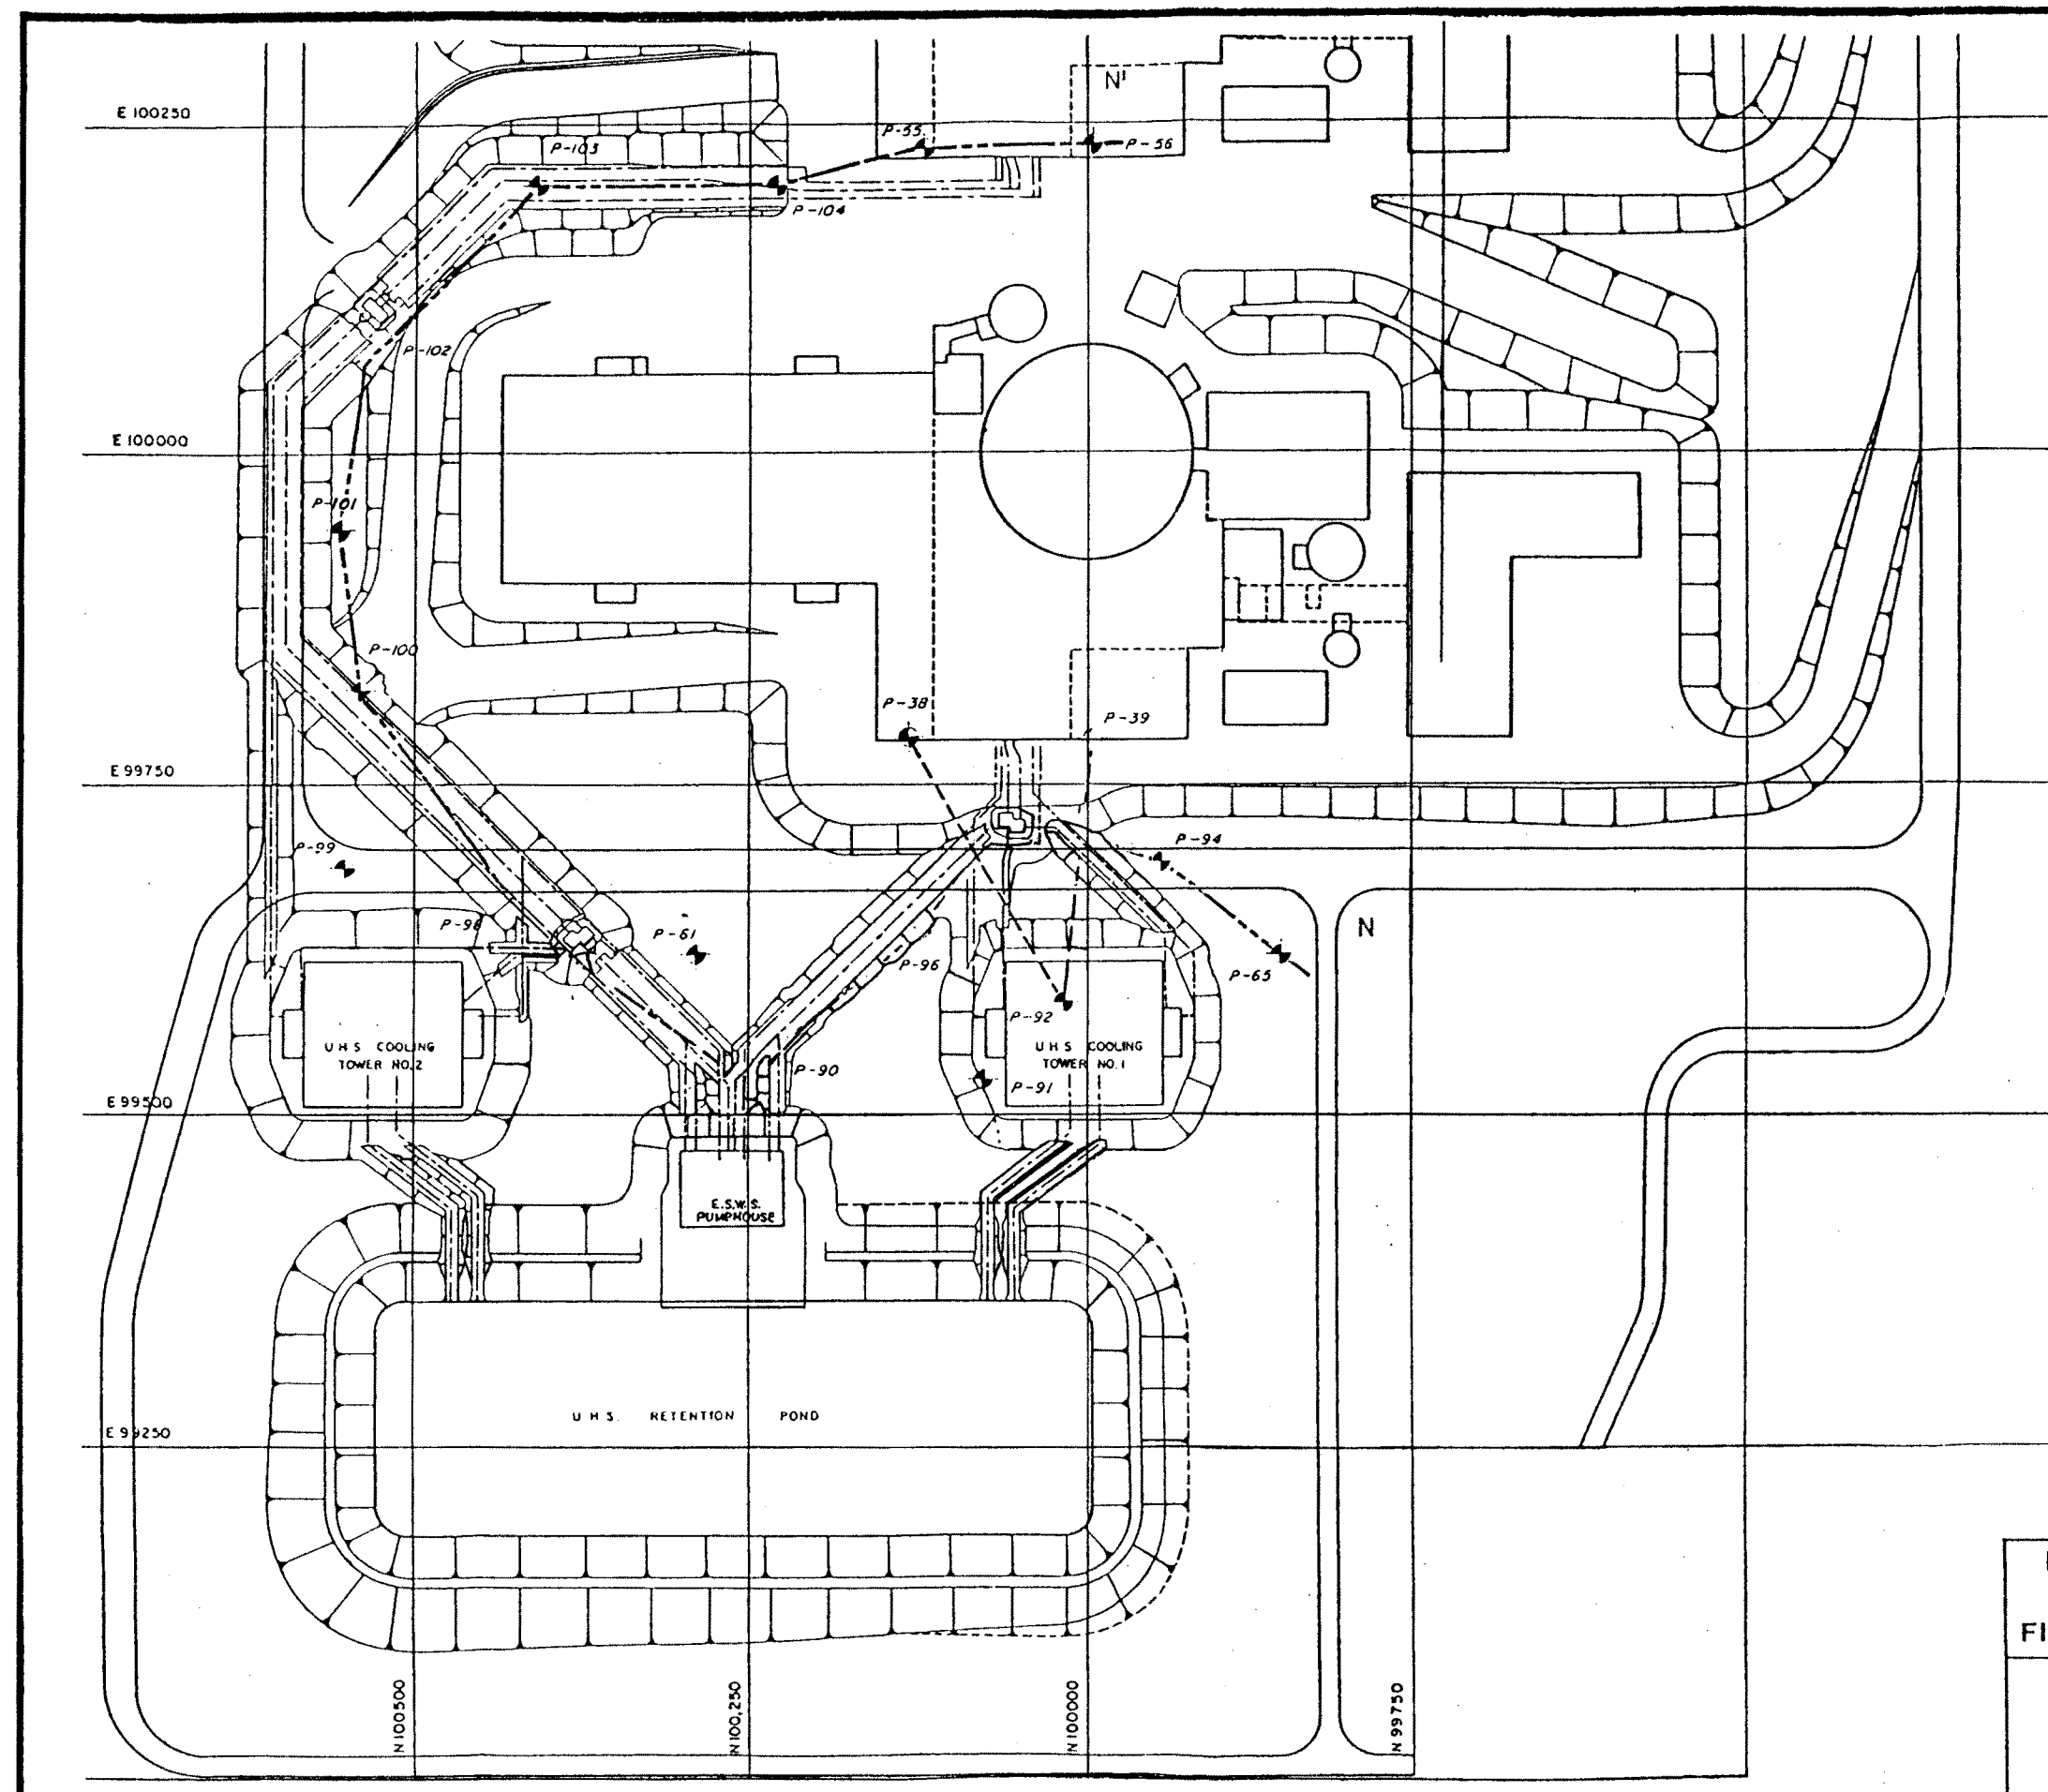 N'
E 100250
P-55
P-56
P-103
P-104
P-102
E 100000
P-101
P-100
P-38
P-39
E 99750
P-99
P-94
P-98
P-61
P-96
N
P-65
P-92
U H S COOLING
TOWER NO.2
U H S COOLING
TOWER NO.1
P-90
P-91
E 99500
E.S.W.S.
PUMPHOUSE
U H S. RETENTION POND
E 99250
FI
N 100500
N 100,250
N 100000
N 99750